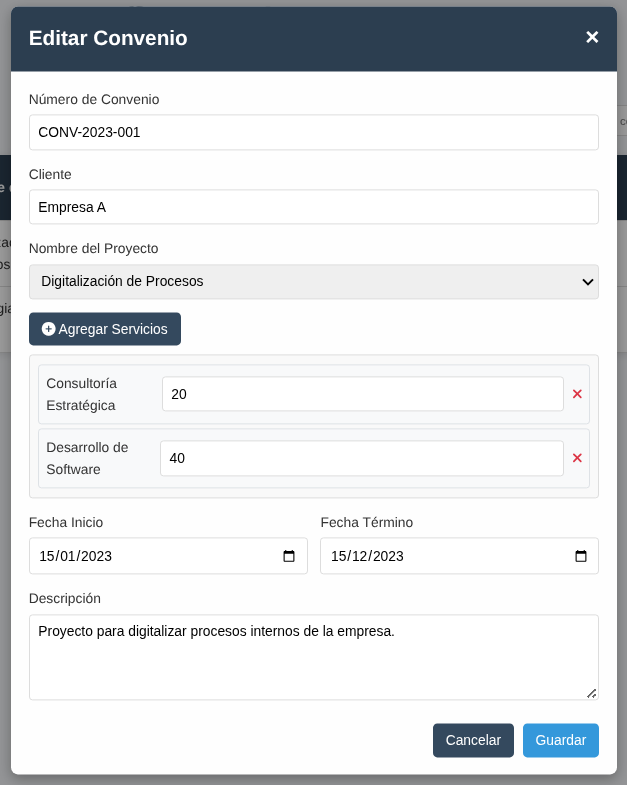 Editar Convenio ×
Número de Convenio
CONV-2023-001
Cliente
Empresa A
Nombre del Proyecto
Digitalización de Procesos
Agregar Servicios
Consultoría
Estratégica
20
Desarrollo de
Software
40
Fecha Inicio
Fecha Término
15/01/2023
15/12/2023
Descripción
Proyecto para digitalizar procesos internos de la empresa.
Cancelar
Guardar